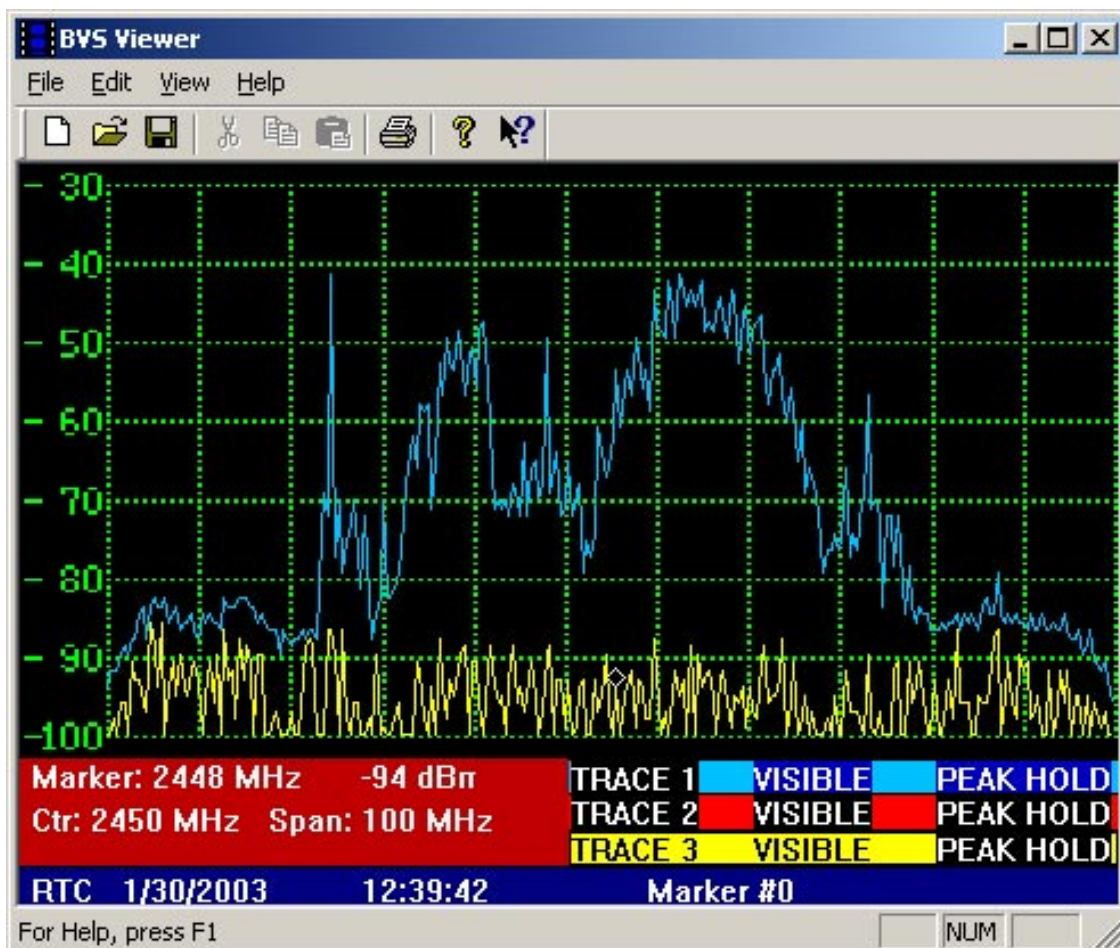 BVS Viewer
File Edit View Help
- 30
- 40
- 50
- 60
- 70
- 80
- 90
-100
Marker: 2448 MHz -94 dBm
Ctr: 2450 MHz Span: 100 MHz
TRACE 1 VISIBLE PEAK HOLD
TRACE 2 VISIBLE PEAK HOLD
TRACE 3 VISIBLE PEAK HOLD
RTC 1/30/2003 12:39:42 Marker #0
For Help, press F1 NUM